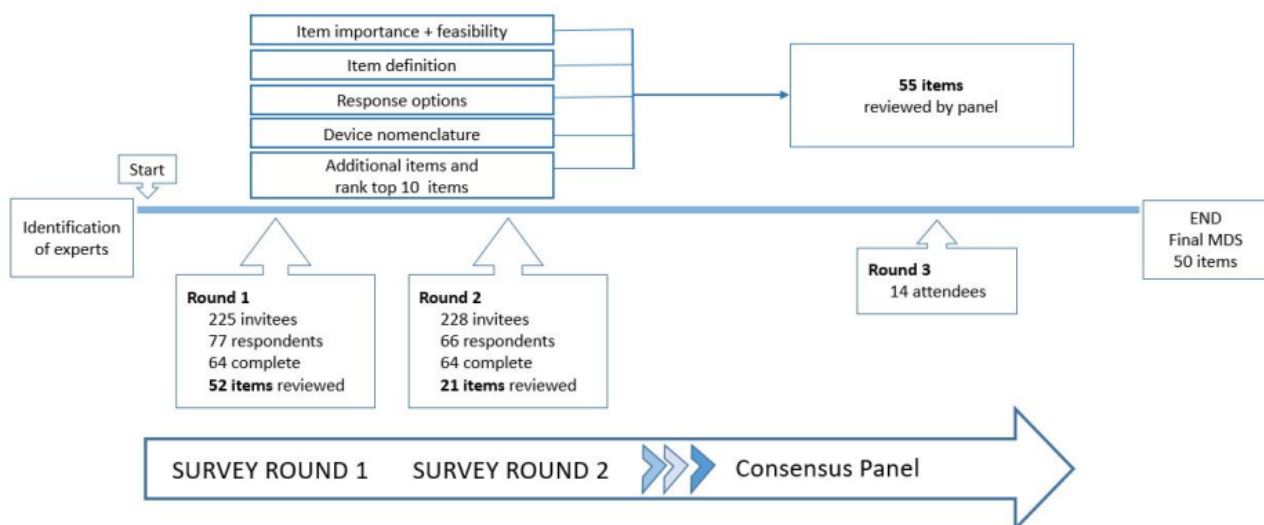 Item importance + feasibility
Item definition
Response options
Device nomenclature
Additional items and
rank top 10 items
55 items
reviewed by panel
Start
Identification
of experts
END
Final MDS
50 items
Round 1
225 invitees
77 respondents
64 complete
52 items reviewed
Round 2
228 invitees
66 respondents
64 complete
21 items reviewed
Round 3
14 attendees
SURVEY ROUND 1
SURVEY ROUND 2
Consensus Panel